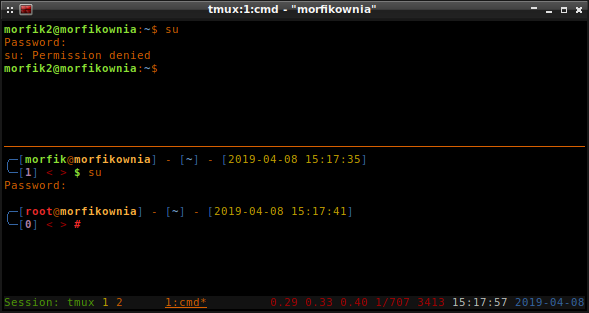 tmux:1:cmd - "morfikownia"
morfik2@morfikownia:~$ su
Password:
su: Permission denied
morfik2@morfikownia:~$
[morfik@morfikownia] - [~] - [2019-04-08 15:17:35]
[1] < > $ su
Password:
[root@morfikownia] - [~] - [2019-04-08 15:17:41]
[0] < > #
Session: tmux 1 2 1:cmd* 0.29 0.33 0.40 1/707 3413 15:17:57 2019-04-08